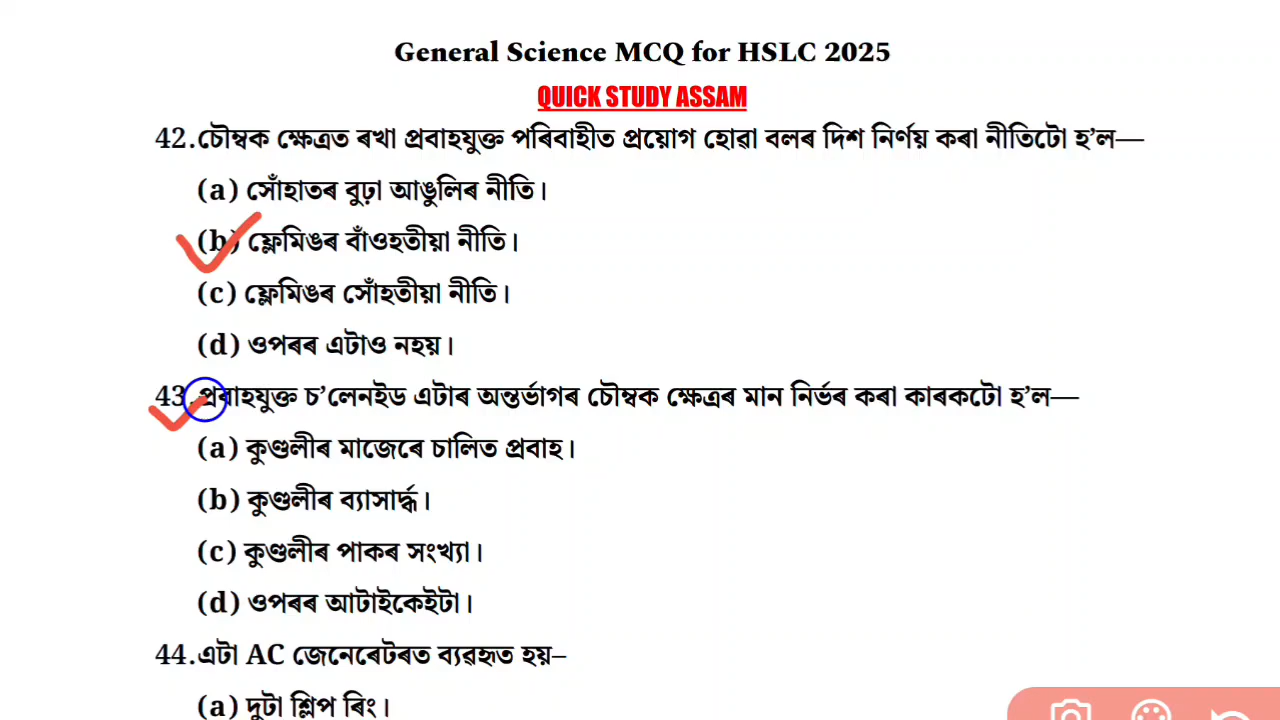 General Science MCQ for HSLC 2025
QUICK STUDY ASSAM
42.চৌম্বক ক্ষেত্ৰত ৰখা প্ৰবাহযুক্ত পৰিবাহীত প্ৰয়োগ হোৱা বলৰ দিশ নিৰ্ণয় কৰা নীতিটো হ’ল—
(a) সোঁহাতৰ বুঢ়া আঙুলিৰ নীতি।
(b) ফ্লেমিঙৰ বাঁওহতীয়া নীতি।
(c) ফ্লেমিঙৰ সোঁহতীয়া নীতি।
(d) ওপৰৰ এটাও নহয়।
43.প্ৰবাহযুক্ত চ’লেনইড এটাৰ অন্তৰ্ভাগৰ চৌম্বক ক্ষেত্ৰৰ মান নিৰ্ভৰ কৰা কাৰকটো হ’ল—
(a) কুণ্ডলীৰ মাজেৰে চালিত প্ৰবাহ।
(b) কুণ্ডলীৰ ব্যাসাৰ্দ্ধ।
(c) কুণ্ডলীৰ পাকৰ সংখ্যা।
(d) ওপৰৰ আটাইকেইটা।
44.এটা AC জেনেৰেটৰত ব্যৱহৃত হয়–
(a) দুটা শ্লিপ ৰিং।